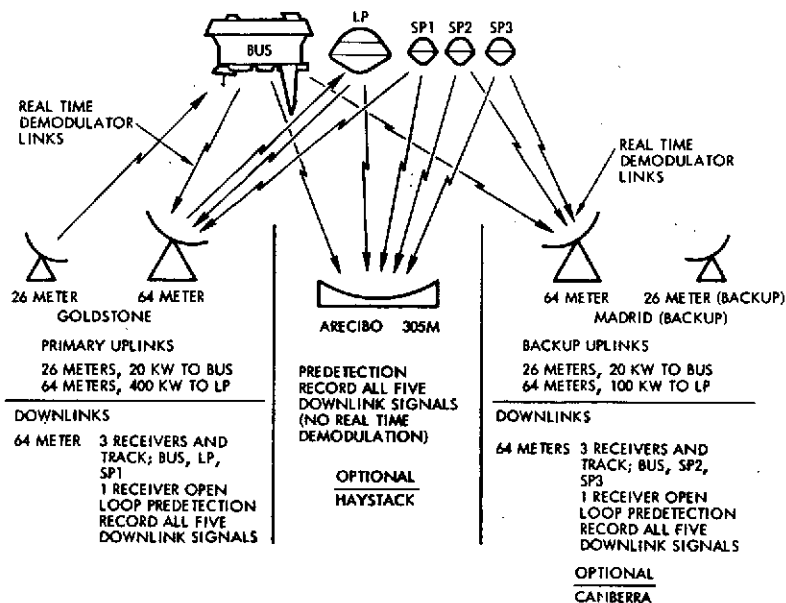 LP
SP1 SP2 SP3
BUS
REAL TIME
DEMODULATOR
LINKS
REAL TIME
DEMODULATOR
LINKS
26 METER
64 METER
GOLDSTONE
ARECIBO 305M
64 METER
26 METER (BACKUP)
MADRID (BACKUP)
PRIMARY UPLINKS
26 METERS, 20 KW TO BUS
64 METERS, 400 KW TO LP
DOWNLINKS
64 METER 3 RECEIVERS AND
TRACK; BUS, LP,
SP1
1 RECEIVER OPEN
LOOP PREDETECTION
RECORD ALL FIVE
DOWNLINK SIGNALS
PREDETECTION
RECORD ALL FIVE
DOWNLINK SIGNALS
(NO REAL TIME
DEMODULATION)
OPTIONAL
HAYSTACK
BACKUP UPLINKS
26 METERS, 20 KW TO BUS
64 METERS, 100 KW TO LP
DOWNLINKS
64 METERS 3 RECEIVERS AND
TRACK; BUS, SP2,
SP3
1 RECEIVER OPEN
LOOP PREDETECTION
RECORD ALL FIVE
DOWNLINK SIGNALS
OPTIONAL
CANBERRA